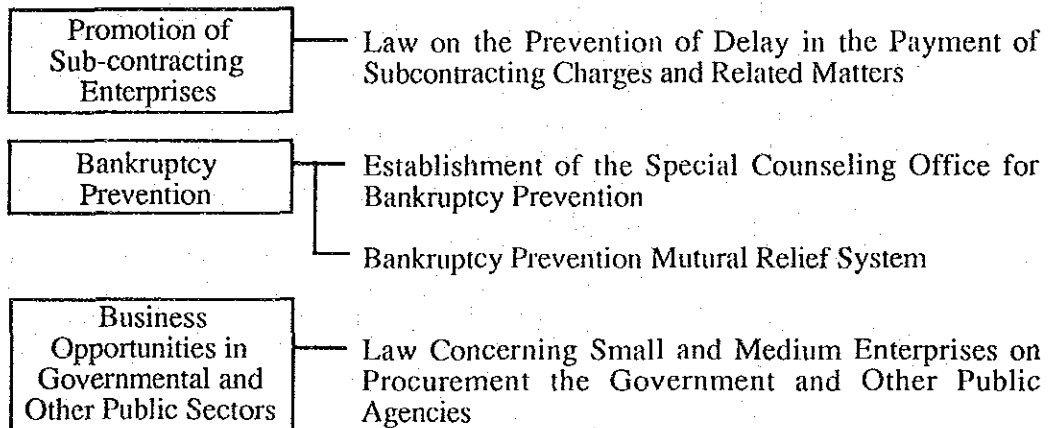 Promotion of
Sub-contracting
Enterprises
Law on the Prevention of Delay in the Payment of
Subcontracting Charges and Related Matters
Bankruptcy
Prevention
Establishment of the Special Counseling Office for
Bankruptcy Prevention
Bankruptcy Prevention Mutural Relief System
Business
Opportunities in
Governmental and
Other Public Sectors
Law Concerning Small and Medium Enterprises on
Procurement the Government and Other Public
Agencies